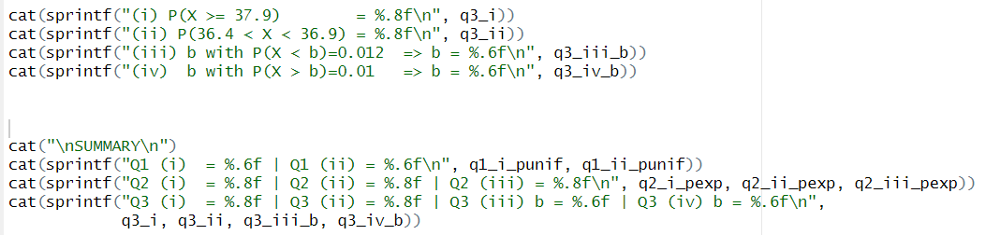 cat(sprintf("(i) P(X >= 37.9)         = %.8f\n", q3_i))
cat(sprintf("(ii) P(36.4 < X < 36.9) = %.8f\n", q3_ii))
cat(sprintf("(iii) b with P(X < b)=0.012  => b = %.6f\n", q3_iii_b))
cat(sprintf("(iv)  b with P(X > b)=0.01   => b = %.6f\n", q3_iv_b))
cat("\nSUMMARY\n")
cat(sprintf("Q1 (i)  = %.6f | Q1 (ii) = %.6f\n", q1_i_punif, q1_ii_punif))
cat(sprintf("Q2 (i)  = %.8f | Q2 (ii) = %.8f | Q2 (iii) = %.8f\n", q2_i_pexp, q2_ii_pexp, q2_iii_pexp))
cat(sprintf("Q3 (i)  = %.8f | Q3 (ii) = %.8f | Q3 (iii) b = %.6f | Q3 (iv) b = %.6f\n",
            q3_i, q3_ii, q3_iii_b, q3_iv_b))